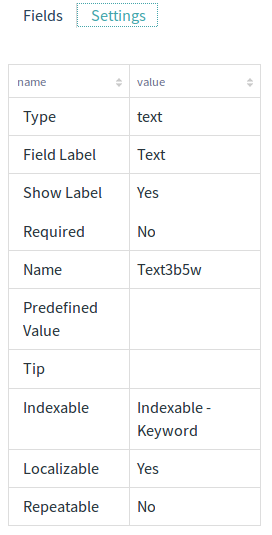 Fields Settings
name value
Type text
Field Label Text
Show Label Yes
Required No
Name Text3b5w
Predefined
Value
Tip
Indexable Indexable -
Keyword
Localizable Yes
Repeatable No